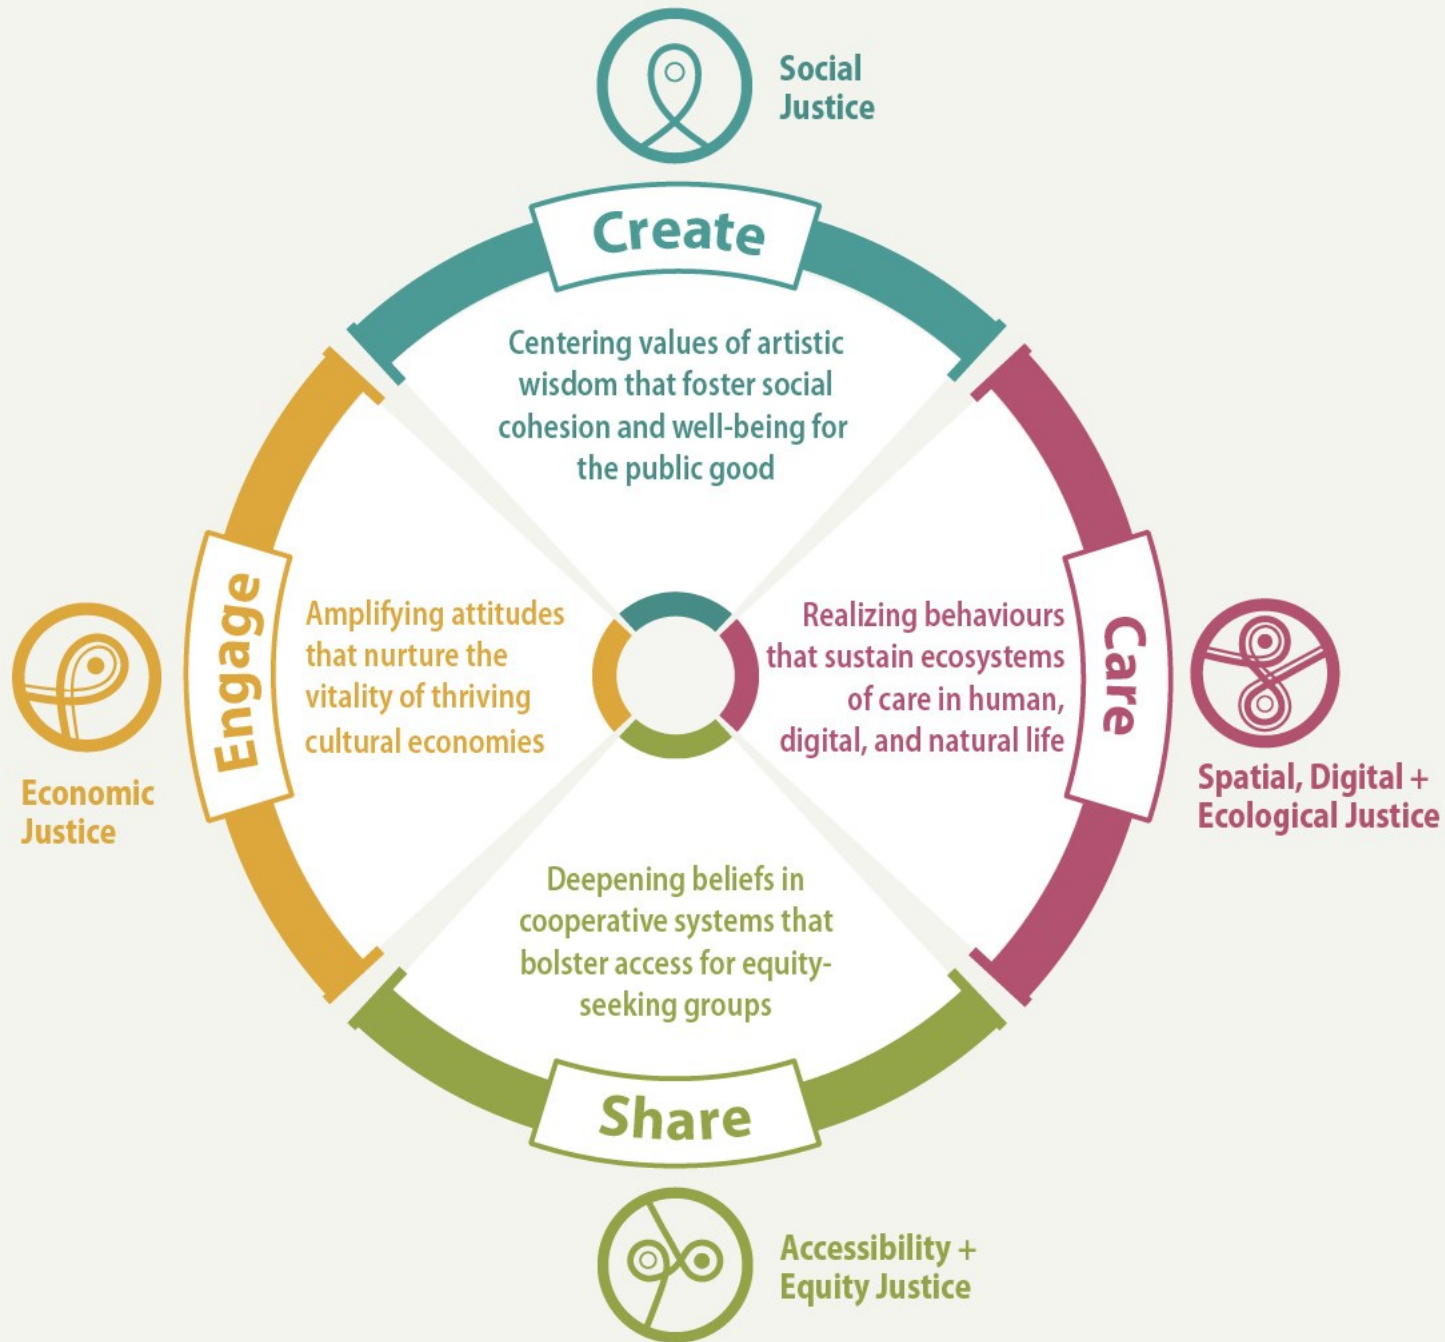 Social
Justice
Create
Centering values of artistic
wisdom that foster social
cohesion and well-being for
the public good
Engage
Amplifying attitudes
that nurture the
vitality of thriving
cultural economies
Economic
Justice
Realizing behaviours
that sustain ecosystems
of care in human,
digital, and natural life
Care
Spatial, Digital +
Ecological Justice
Deepening beliefs in
cooperative systems that
bolster access for equity-
seeking groups
Share
Accessibility +
Equity Justice